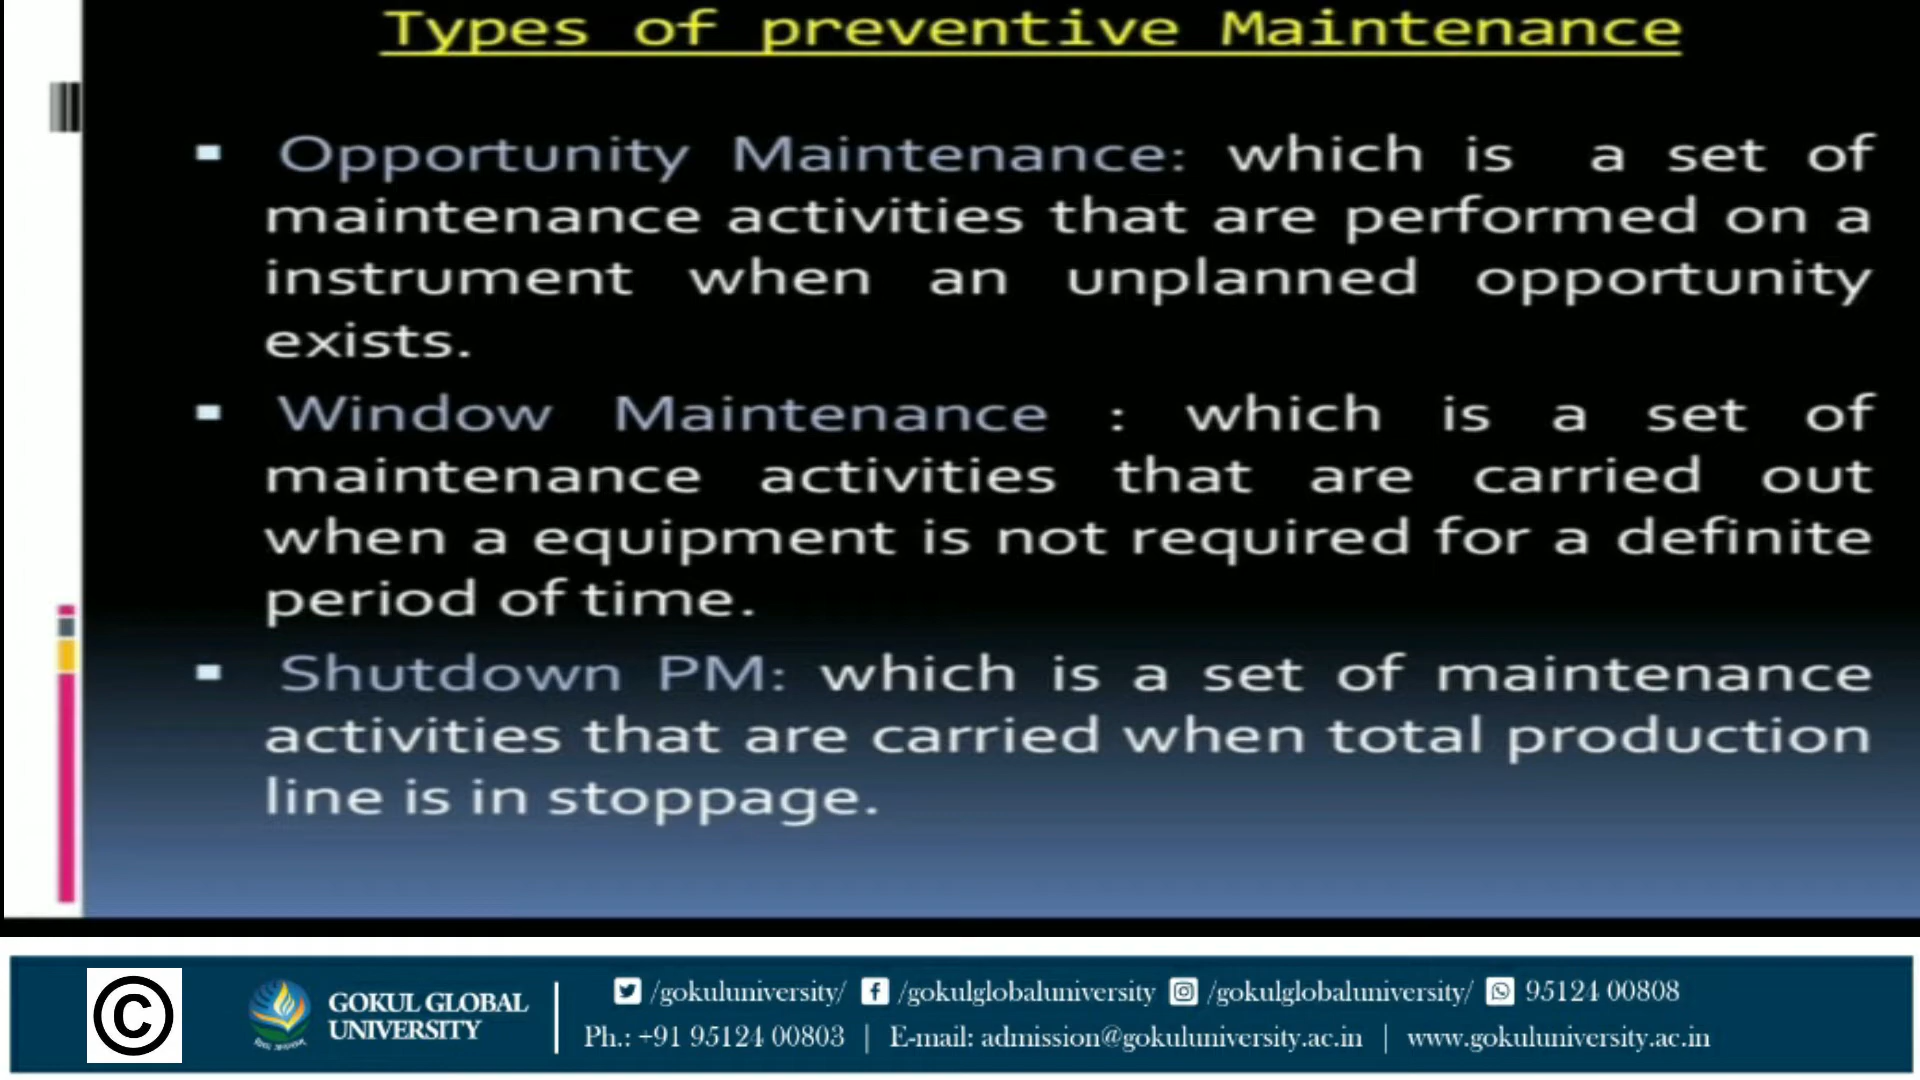 Types of preventive Maintenance
▪ Opportunity Maintenance: which is a set of
maintenance activities that are performed on a
instrument when an unplanned opportunity
exists.
▪ Window Maintenance : which is a set of
maintenance activities that are carried out
when a equipment is not required for a definite
period of time.
▪ Shutdown PM: which is a set of maintenance
activities that are carried when total production
line is in stoppage.
©
GOKUL GLOBAL
UNIVERSITY
/gokuluniversity/ /gokulglobaluniversity /gokulglobaluniversity/ 95124 00808
Ph.: +91 95124 00803 | E-mail: admission@gokuluniversity.ac.in | www.gokuluniversity.ac.in